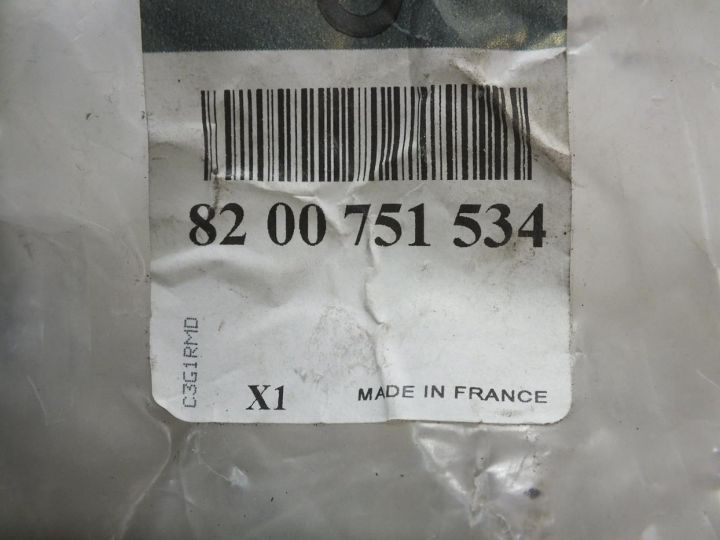 82 00 751 534
C3G1RMD
X1
MADE IN FRANCE